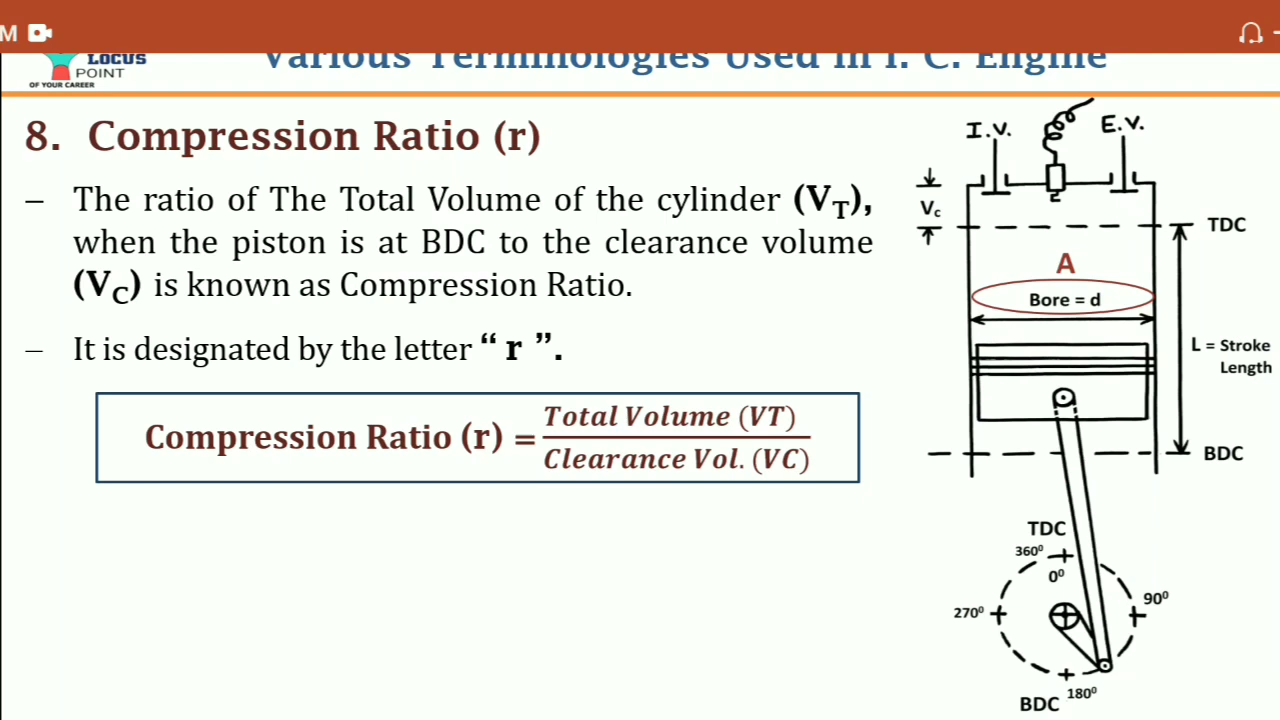 M
LOCUS
POINT
OF YOUR CAREER
Various Terminologies Used in I. C. Engine
8. Compression Ratio (r)
– The ratio of The Total Volume of the cylinder (VT),
when the piston is at BDC to the clearance volume
(VC) is known as Compression Ratio.
– It is designated by the letter “ r ”.
Compression Ratio (r) = Total Volume (VT)
Clearance Vol. (VC)
I.V.
E.V.
Vc
TDC
A
Bore = d
L = Stroke
Length
BDC
TDC
360⁰
0⁰
90⁰
270⁰
180⁰
BDC